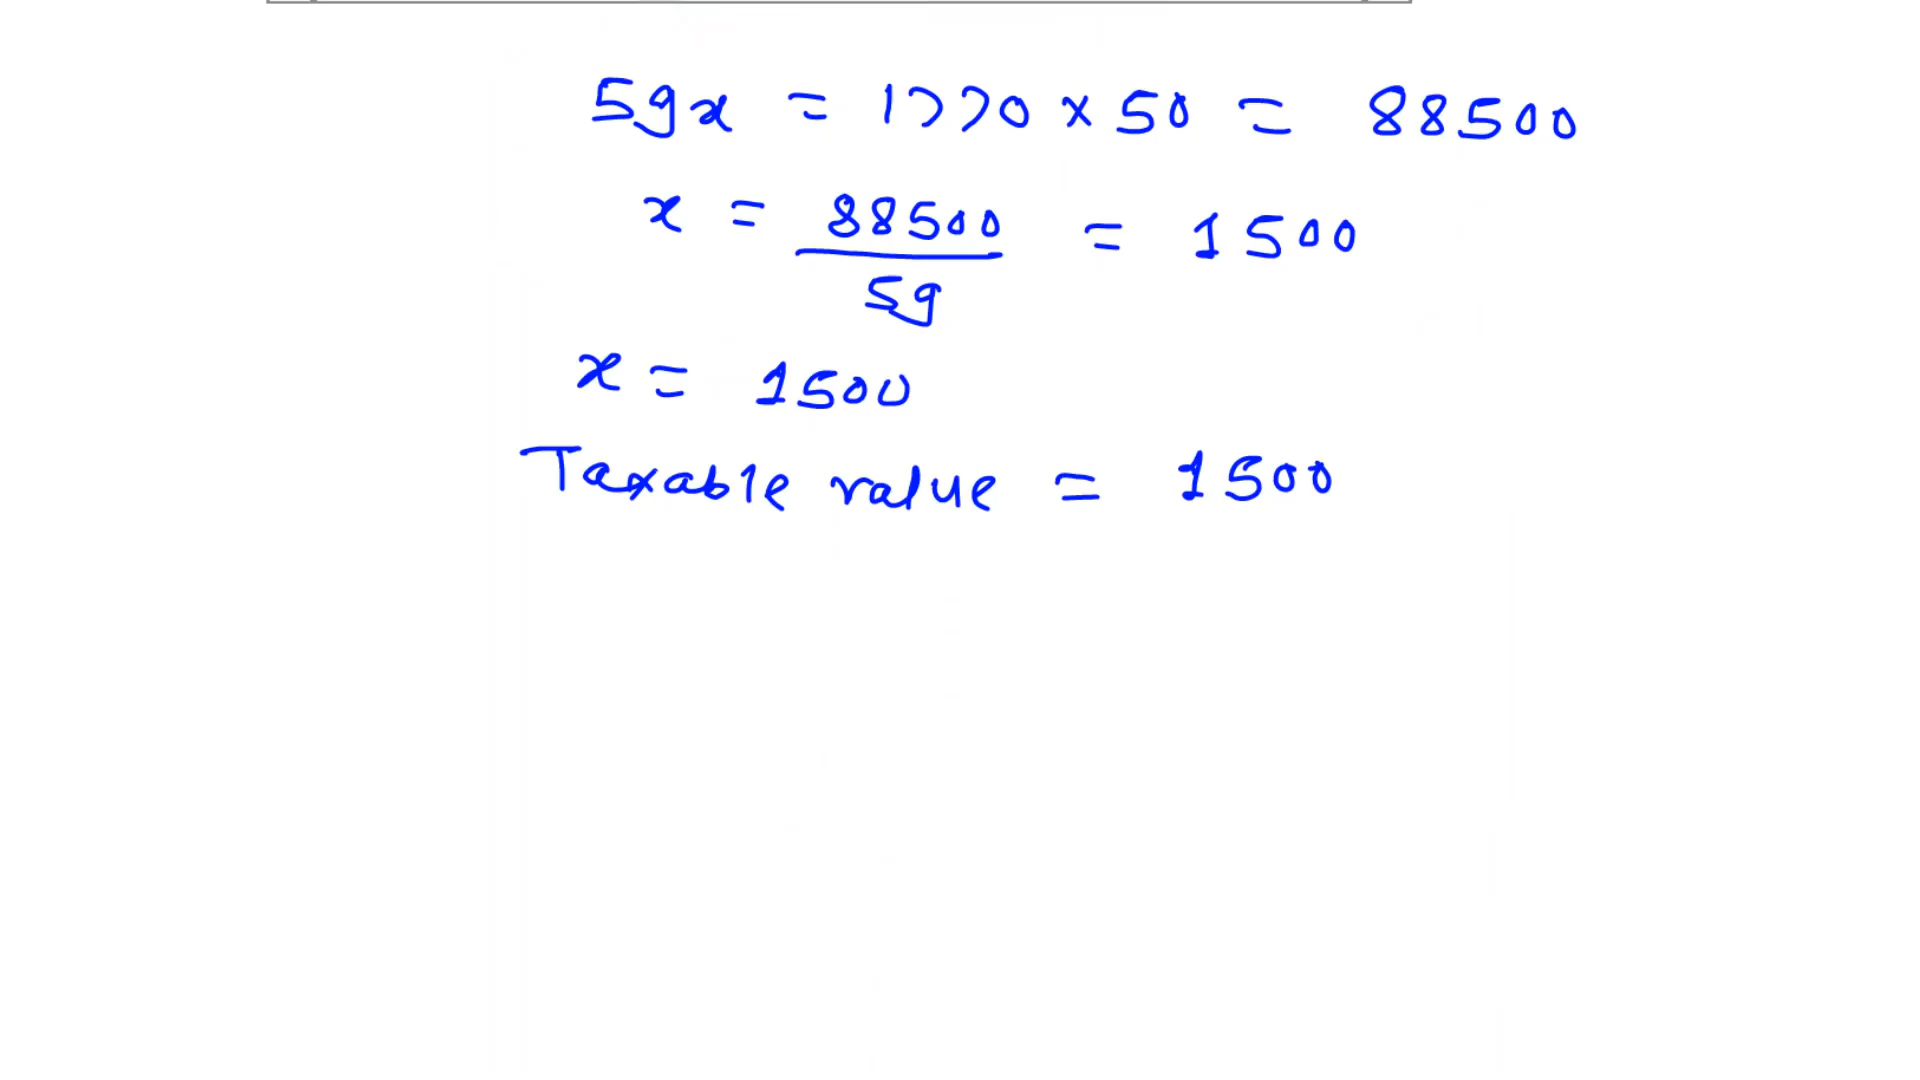 59x = 1770 × 50 = 88500
x = 88500/59 = 1500
x = 1500
Taxable value = 1500